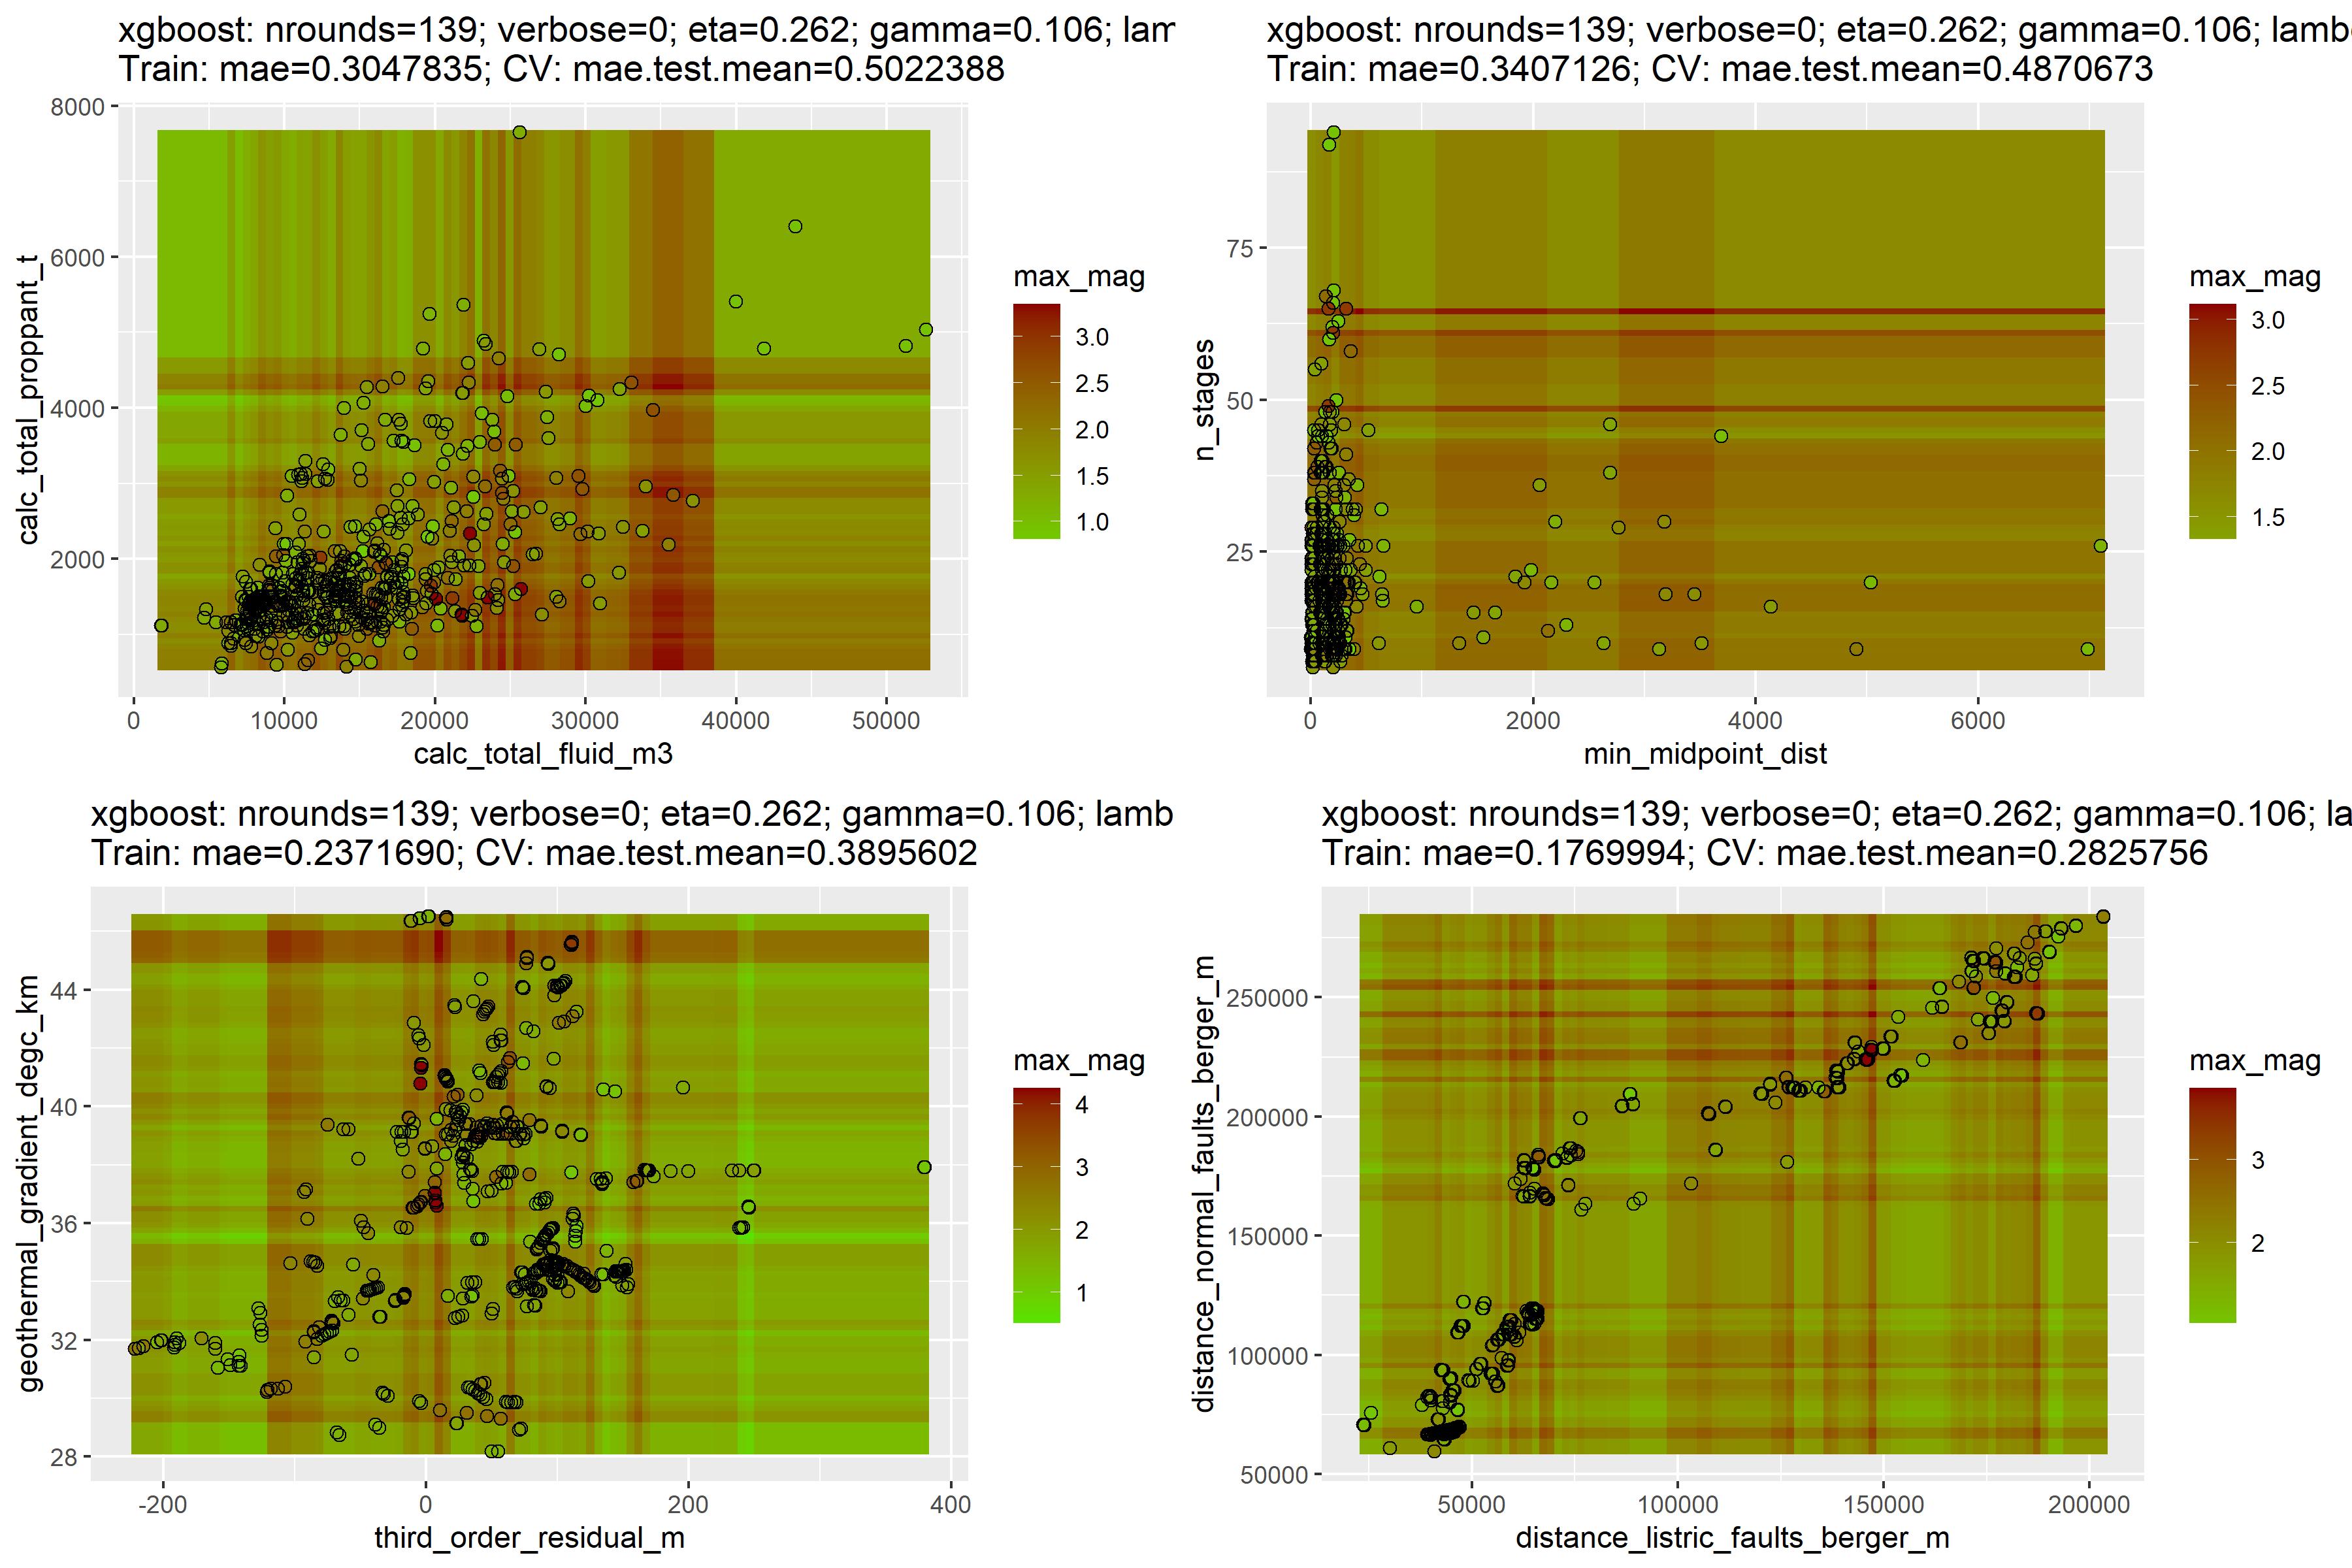 xgboost: nrounds=139; verbose=0; eta=0.262; gamma=0.106; lam
Train: mae=0.3047835; CV: mae.test.mean=0.5022388
8000
6000
4000
2000
calc_total_proppant_t
0 10000 20000 30000 40000 50000
calc_total_fluid_m3
max_mag
3.0
2.5
2.0
1.5
1.0
xgboost: nrounds=139; verbose=0; eta=0.262; gamma=0.106; lamb
Train: mae=0.3407126; CV: mae.test.mean=0.4870673
75
50
25
n_stages
0 2000 4000 6000
min_midpoint_dist
max_mag
3.0
2.5
2.0
1.5
xgboost: nrounds=139; verbose=0; eta=0.262; gamma=0.106; lamb
Train: mae=0.2371690; CV: mae.test.mean=0.3895602
44
40
36
32
28
geothermal_gradient_degc_km
-200 0 200 400
third_order_residual_m
max_mag
4
3
2
1
xgboost: nrounds=139; verbose=0; eta=0.262; gamma=0.106; la
Train: mae=0.1769994; CV: mae.test.mean=0.2825756
250000
200000
150000
100000
50000
distance_normal_faults_berger_m
50000 100000 150000 200000
distance_listric_faults_berger_m
max_mag
3
2